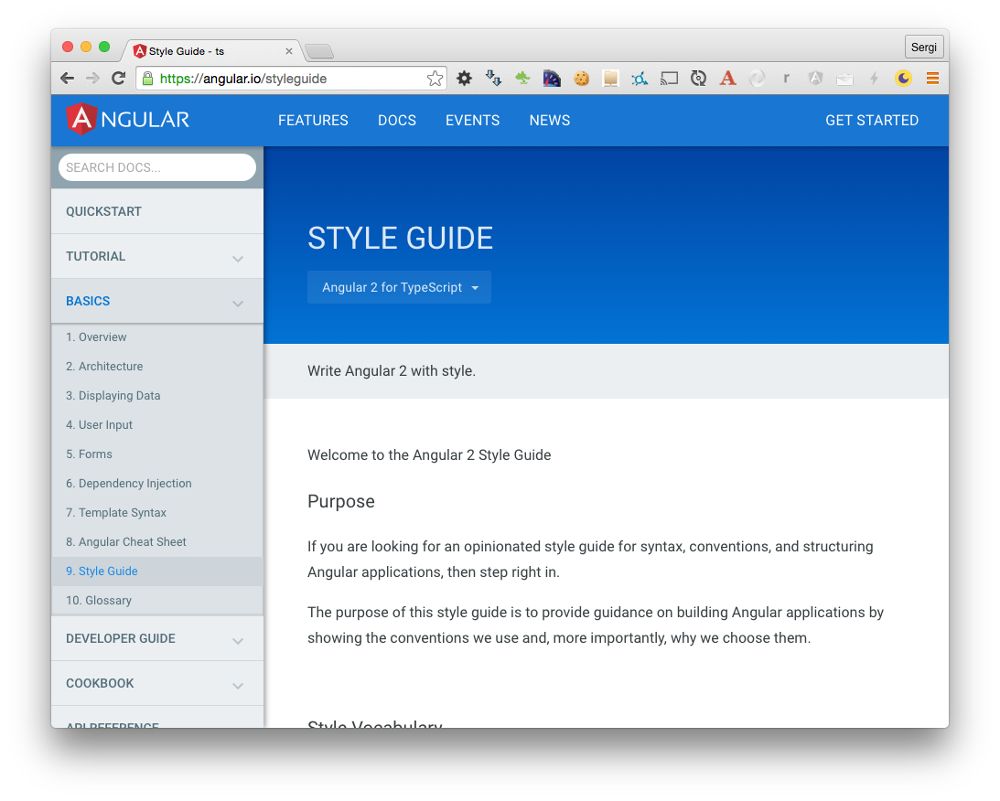 Style Guide - ts
Sergi
https://angular.io/styleguide
ANGULAR
FEATURES DOCS EVENTS NEWS GET STARTED
SEARCH DOCS...
QUICKSTART
TUTORIAL
BASICS
1. Overview
2. Architecture
3. Displaying Data
4. User Input
5. Forms
6. Dependency Injection
7. Template Syntax
8. Angular Cheat Sheet
9. Style Guide
10. Glossary
DEVELOPER GUIDE
COOKBOOK
API REFERENCE
STYLE GUIDE
Angular 2 for TypeScript
Write Angular 2 with style.
Welcome to the Angular 2 Style Guide
Purpose
If you are looking for an opinionated style guide for syntax, conventions, and structuring
Angular applications, then step right in.
The purpose of this style guide is to provide guidance on building Angular applications by
showing the conventions we use and, more importantly, why we choose them.
Style Vocabulary